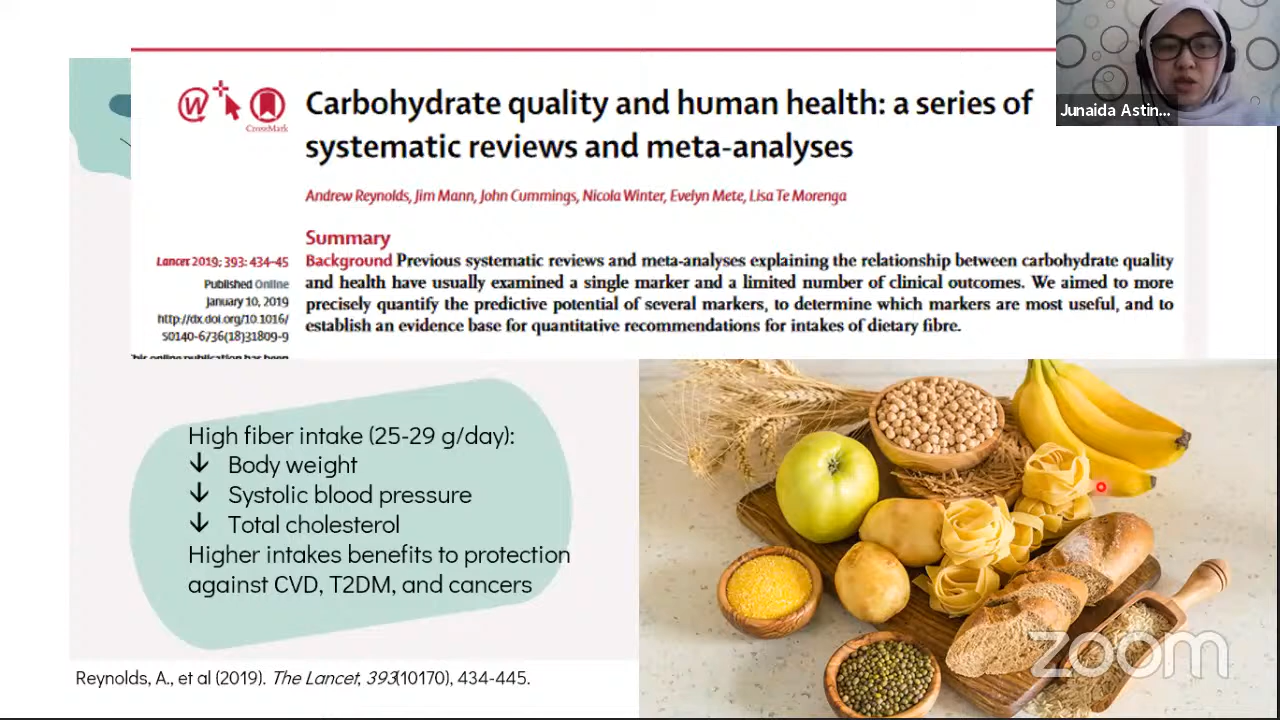 Junaida Astin...
W
CrossMark
Carbohydrate quality and human health: a series of
systematic reviews and meta-analyses
Andrew Reynolds, Jim Mann, John Cummings, Nicola Winter, Evelyn Mete, Lisa Te Morenga
Lancet 2019; 393: 434-45
Published Online
January 10, 2019
http://dx.doi.org/10.1016/
S0140-6736(18)31809-9
This online publication has been
Summary
Background Previous systematic reviews and meta-analyses explaining the relationship between carbohydrate quality
and health have usually examined a single marker and a limited number of clinical outcomes. We aimed to more
precisely quantify the predictive potential of several markers, to determine which markers are most useful, and to
establish an evidence base for quantitative recommendations for intakes of dietary fibre.
High fiber intake (25-29 g/day):
↓ Body weight
↓ Systolic blood pressure
↓ Total cholesterol
Higher intakes benefits to protection
against CVD, T2DM, and cancers
Reynolds, A., et al (2019). The Lancet, 393(10170), 434-445.
zoom